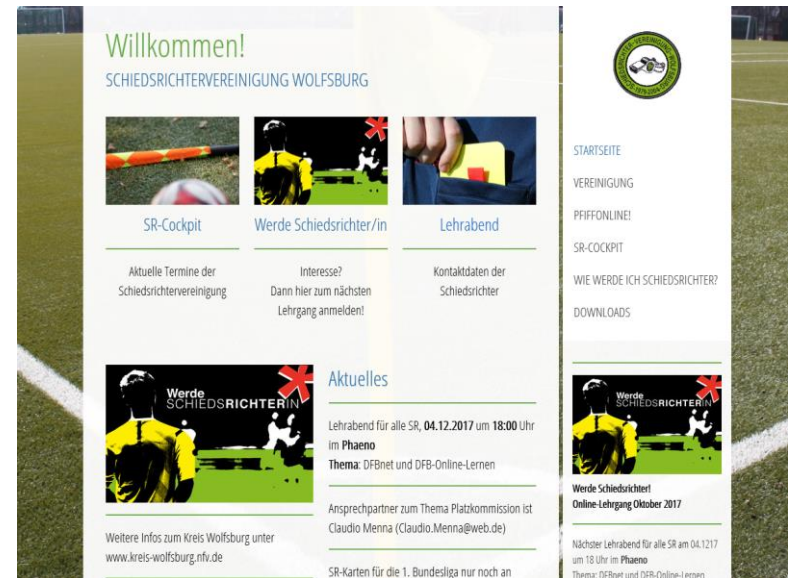 Willkommen!
SCHIEDSRICHTERVEREINIGUNG WOLFSBURG
SR-Cockpit
Aktuelle Termine der
Schiedsrichtervereinigung
Werde Schiedsrichter/in
Interesse?
Dann hier zum nächsten
Lehrgang anmelden!
Lehrabend
Kontaktdaten der
Schiedsrichter
Werde
SCHIEDSRICHTERIN
Weitere Infos zum Kreis Wolfsburg unter
www.kreis-wolfsburg.nfv.de
Aktuelles
Lehrabend für alle SR, 04.12.2017 um 18:00 Uhr
im Phaeno
Thema: DFBnet und DFB-Online-Lernen
Ansprechpartner zum Thema Platzkommission ist
Claudio Menna (Claudio.Menna@web.de)
SR-Karten für die 1. Bundesliga nur noch an
SCHIEDSRICHTER-VEREINIGUNG-WOLFSBURG
STARTSEITE
VEREINIGUNG
PFIFFONLINE!
SR-COCKPIT
WIE WERDE ICH SCHIEDSRICHTER?
DOWNLOADS
Werde
SCHIEDSRICHTERIN
Werde Schiedsrichter!
Online-Lehrgang Oktober 2017
Nächster Lehrabend für alle SR am 04.1217
um 18 Uhr im Phaeno
Thema: DFBnet und DFB-Online-Lernen